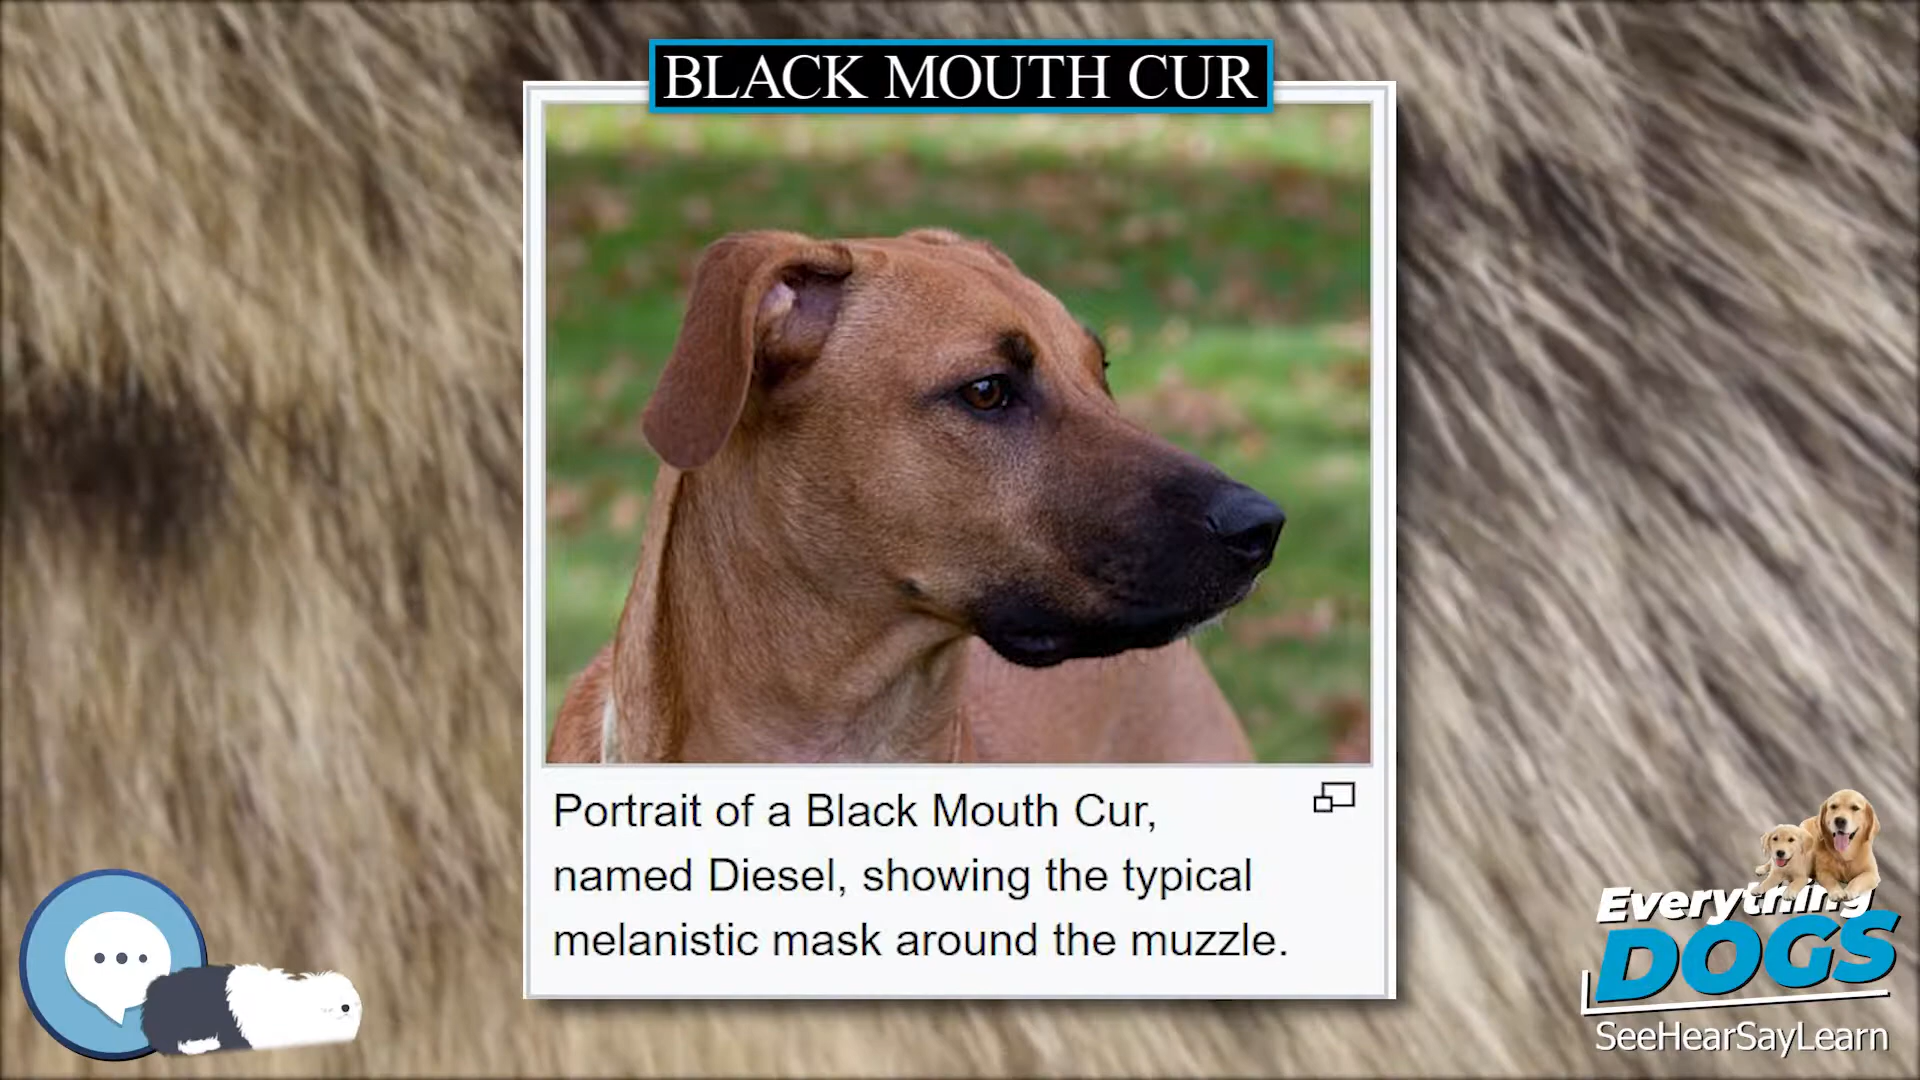 BLACK MOUTH CUR
Portrait of a Black Mouth Cur,
named Diesel, showing the typical
melanistic mask around the muzzle.
Everything
DOGS
SeeHearSayLearn